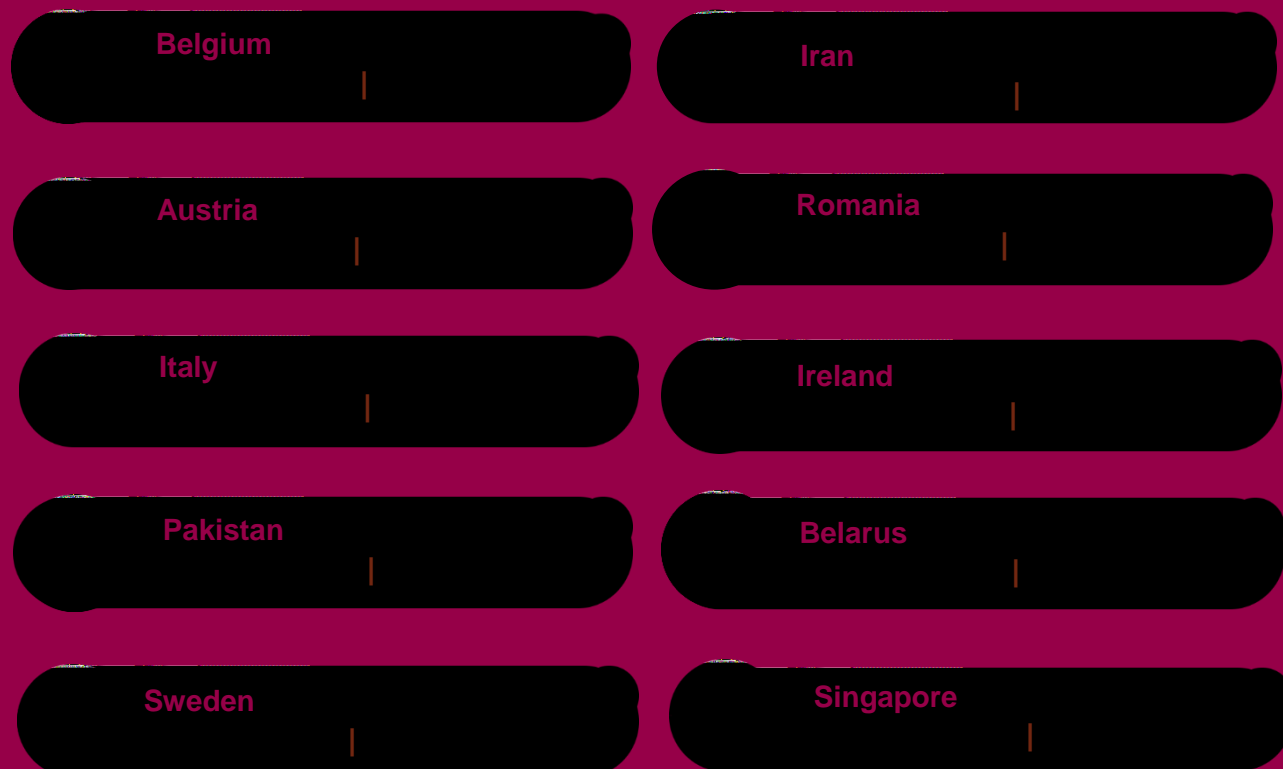 Belgium
|
Iran
|
Austria
|
Romania
|
Italy
|
Ireland
|
Pakistan
|
Belarus
|
Sweden
|
Singapore
|